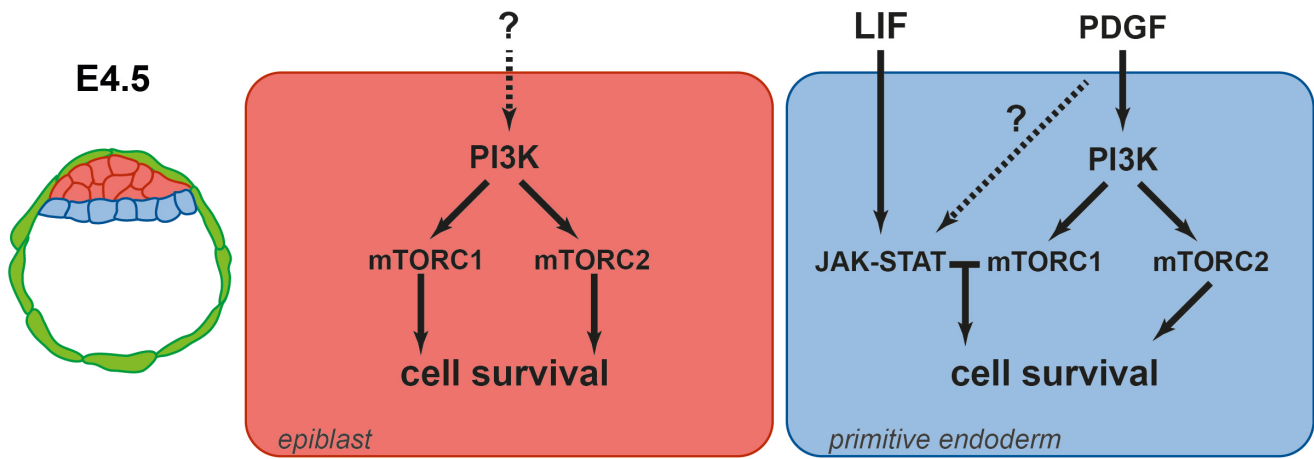 E4.5
?
PI3K
mTORC1 mTORC2
cell survival
epiblast
LIF PDGF
?
PI3K
JAK-STAT mTORC1 mTORC2
cell survival
primitive endoderm